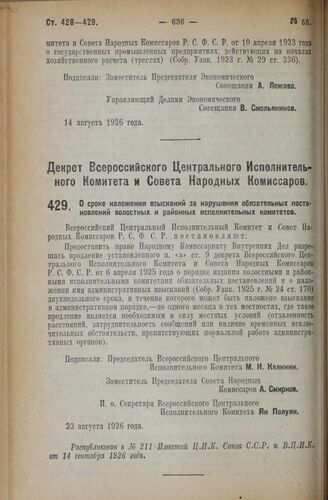 Ст. 428—429. — 636 — № 55.
митета и Совета Народных Комиссаров Р. С. Ф. С. Р. от 10 апреля 1923 года
о государственных промышленных предприятиях, действующих на началах
хозяйственного расчета (трестах) (Собр. Узак. 1923 г. № 29 ст. 336).
Подписали: Заместитель Председателя Экономического
Совещания А. Лежава.
Управляющий Делами Экономического
Совещания В. Смольянинов.
14 августа 1926 года.
Декрет Всероссийского Центрального Исполнитель-
ного Комитета и Совета Народных Комиссаров.
429. О сроке наложения взысканий за нарушения обязательных поста-
новлений волостных и районных исполнительных комитетов.
Всероссийский Центральный Исполнительный Комитет и Совет На-
родных Комиссаров Р. С. Ф. С. Р. постановляют:
Предоставить право Народному Комиссариату Внутренних Дел разре-
шать продление установленного п. «а» ст. 9 декрета Всероссийского Цен-
трального Исполнительного Комитета и Совета Народных Комиссаров
Р. С. Ф. С. Р. от 6 апреля 1925 года о порядке издания волостными и район-
ными исполнительными комитетами обязательных постановлений и о нало-
жении ими административных взысканий (Собр. Узак. 1925 г. № 24 ст. 170)
двухнедельного срока, в течение которого может быть наложено взыскание
в административном порядке,—до одного месяца в тех местностях, где такое
продление является необходимым в силу местных условий (отдаленность
расстояний, затруднительность сообщений или наличие временных исклю-
чительных обстоятельств, препятствующих нормальной работе администра-
тивных органов).
Подписали: Председатель Всероссийского Центрального
Исполнительного Комитета М. И. Калинин.
Заместитель Председателя Совета Народных
Комиссаров А. Смирнов.
И. о. Секретаря Всероссийского Центрального
Исполнительного Комитета Ян Полуян.
23 августа 1926 года.
Распубликован в № 211 Известий Ц.И.К. Союза С.С.Р. и В.Ц.И.К.
от 14 сентября 1926 года.